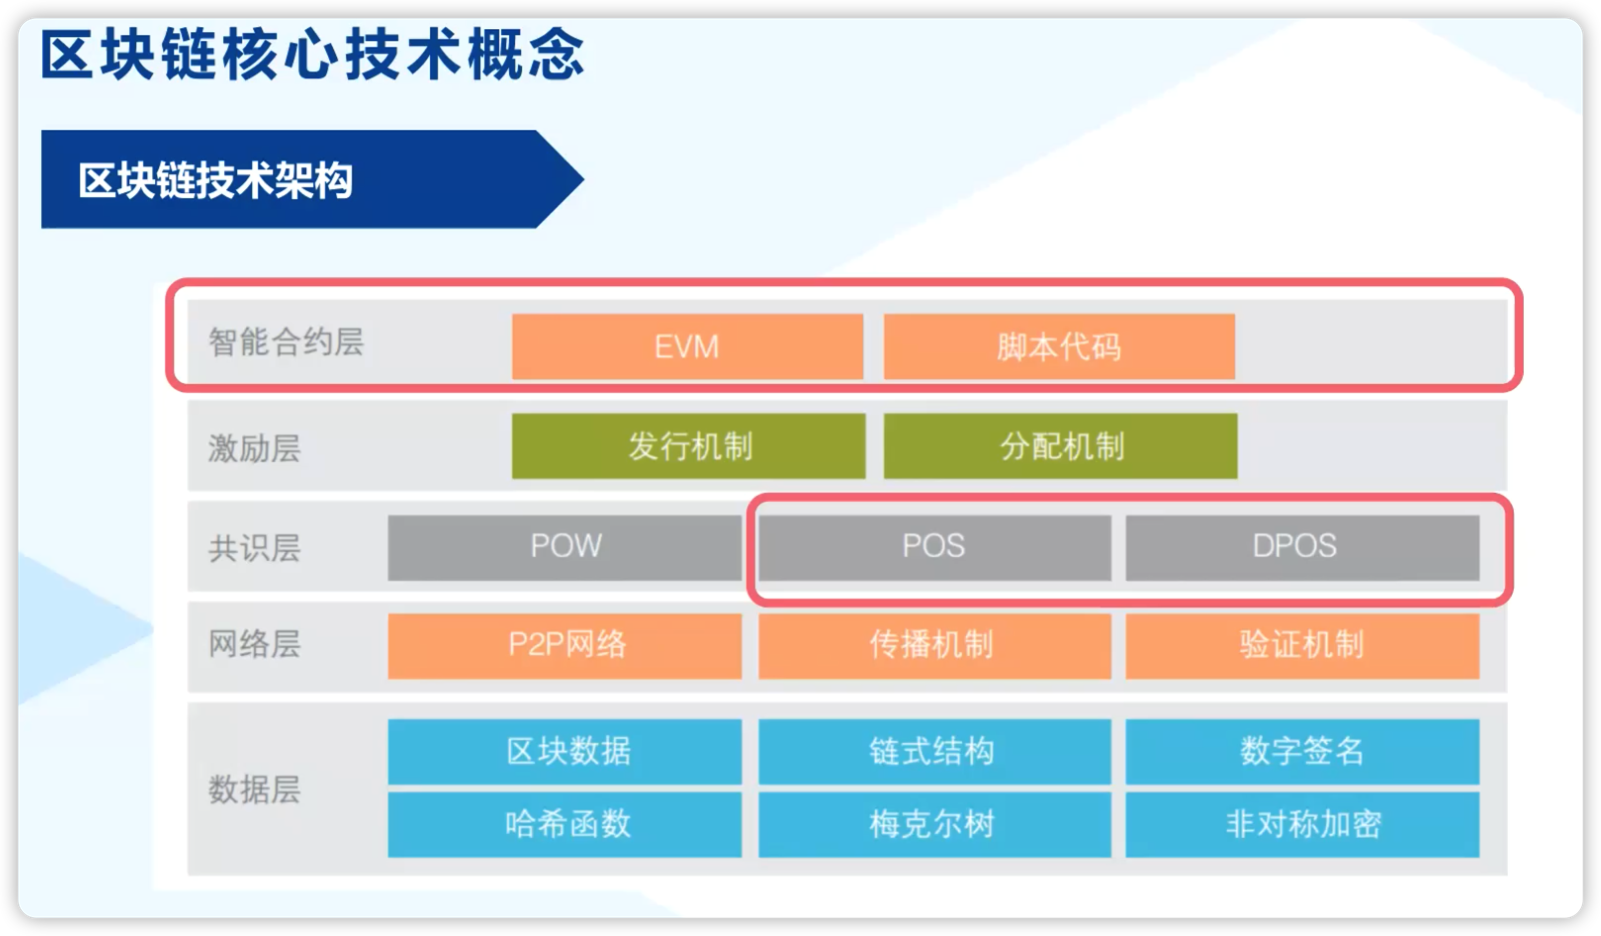 区块链核心技术概念
区块链技术架构
智能合约层 EVM 脚本代码
激励层 发行机制 分配机制
共识层 POW POS DPOS
网络层 P2P网络 传播机制 验证机制
数据层
区块数据 链式结构 数字签名
哈希函数 梅克尔树 非对称加密